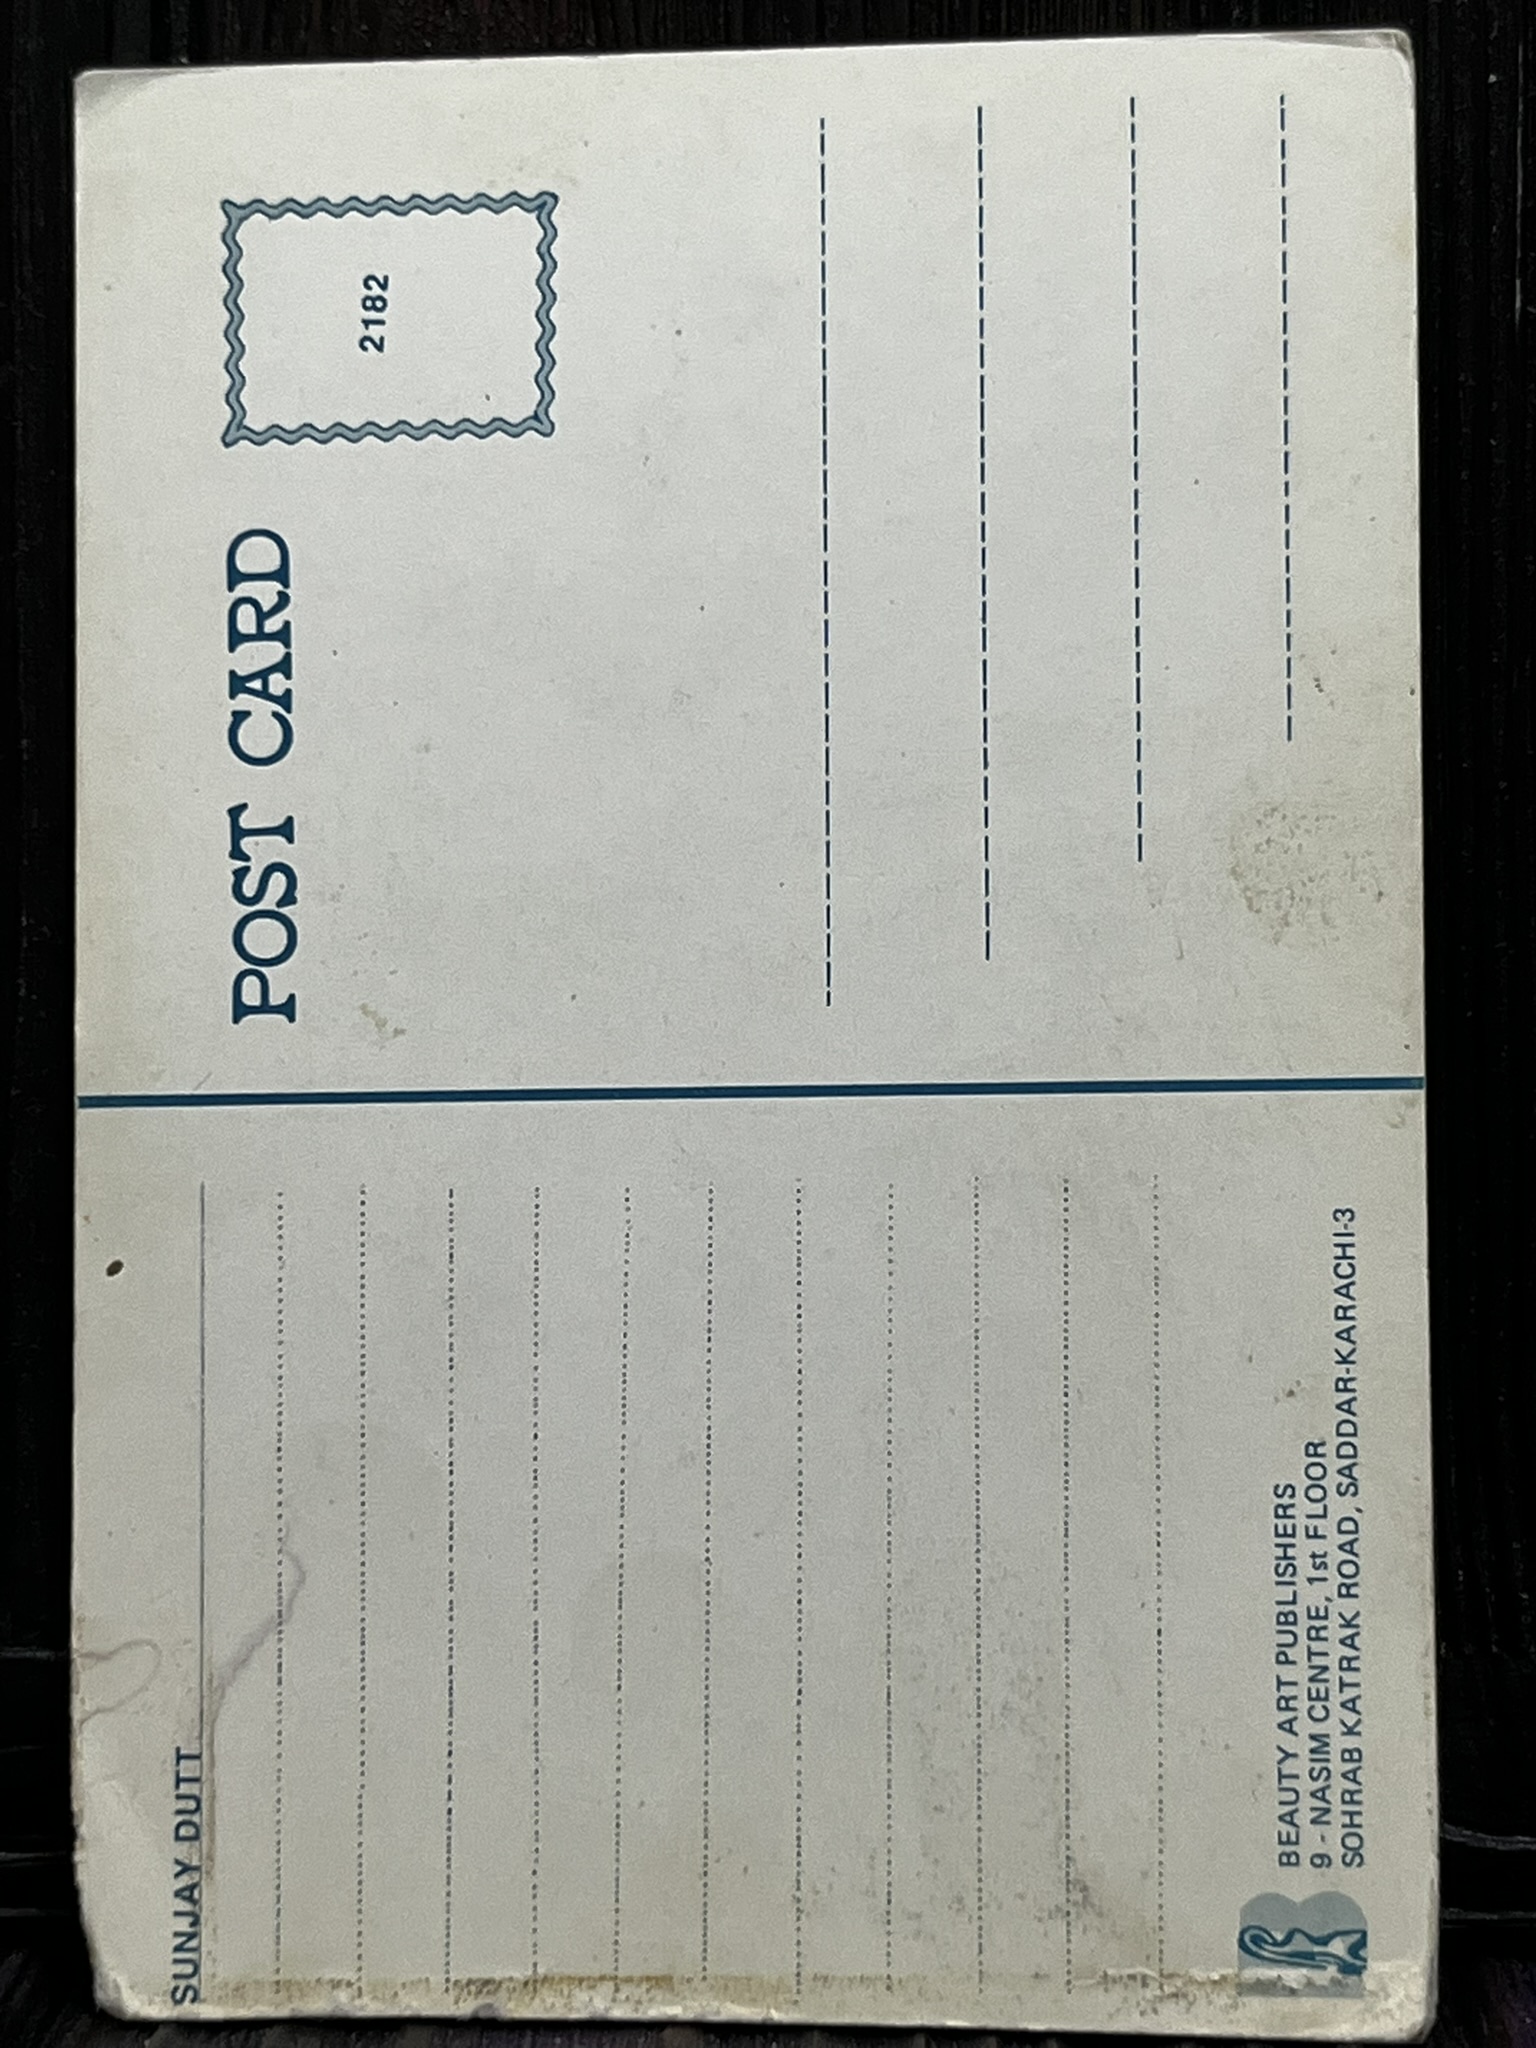 SUNJAY DUTT
POST CARD
2182
BEAUTY ART PUBLISHERS
9 - NASIM CENTRE, 1st FLOOR
SOHRAB KATRAK ROAD, SADDAR-KARACHI-3